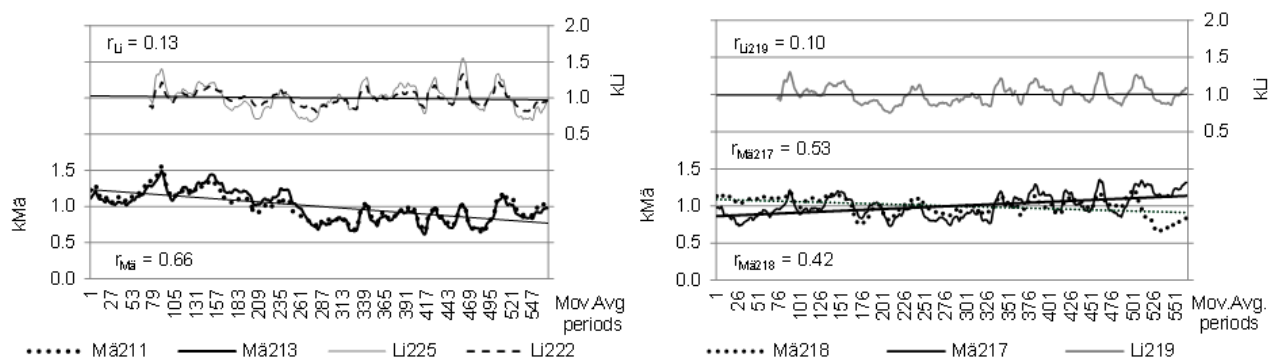 2.0
1.5
1.0
0.5
kLi
rLi = 0.13
1.5
1.0
0.5
0.0
kMä
rMä = 0.66
1 27 53 79 105 131 157 183 209 235 261 287 313 339 365 391 417 443 469 495 521 547
Mov.Avg
periods
Mä211 Mä213 Li225 Li222
2.0
1.5
1.0
0.5
kLi
rLi219 = 0.10
rMä217 = 0.53
1.5
1.0
0.5
0.0
kMä
rMä218 = 0.42
1 26 51 76 101 126 151 176 201 226 251 276 301 326 351 376 401 426 451 476 501 526 551
Mov.Avg.
periods
Mä218 Mä217 Li219